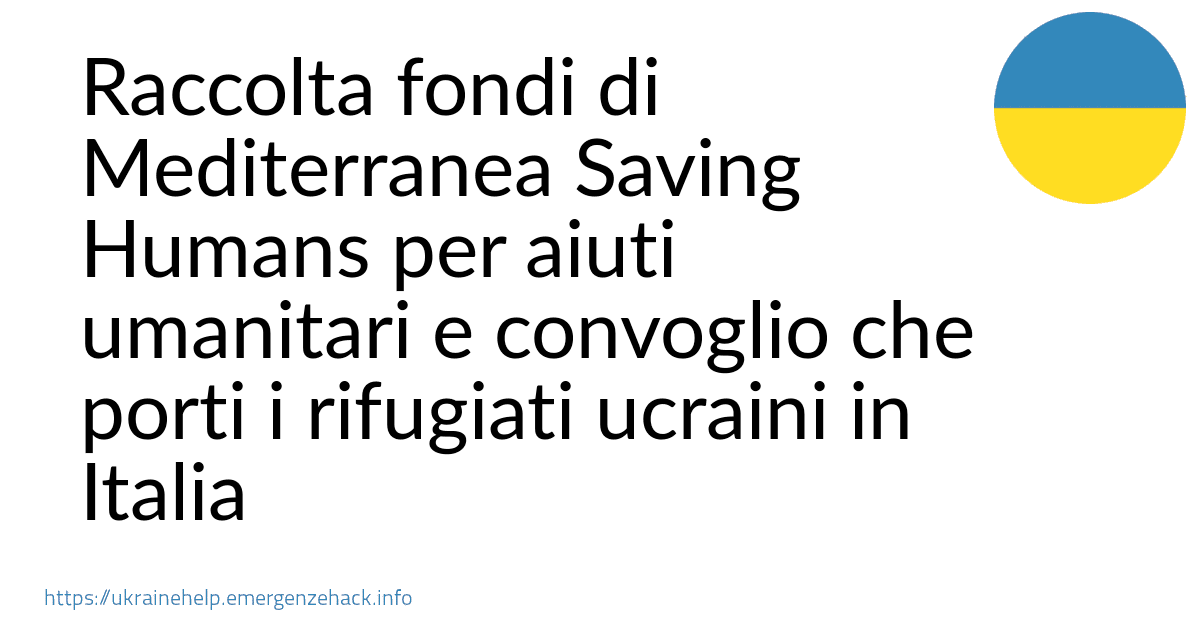 Raccolta fondi di
Mediterranea Saving
Humans per aiuti
umanitari e convoglio che
porti i rifugiati ucraini in
Italia
https://ukrainehelp.emergenzehack.info